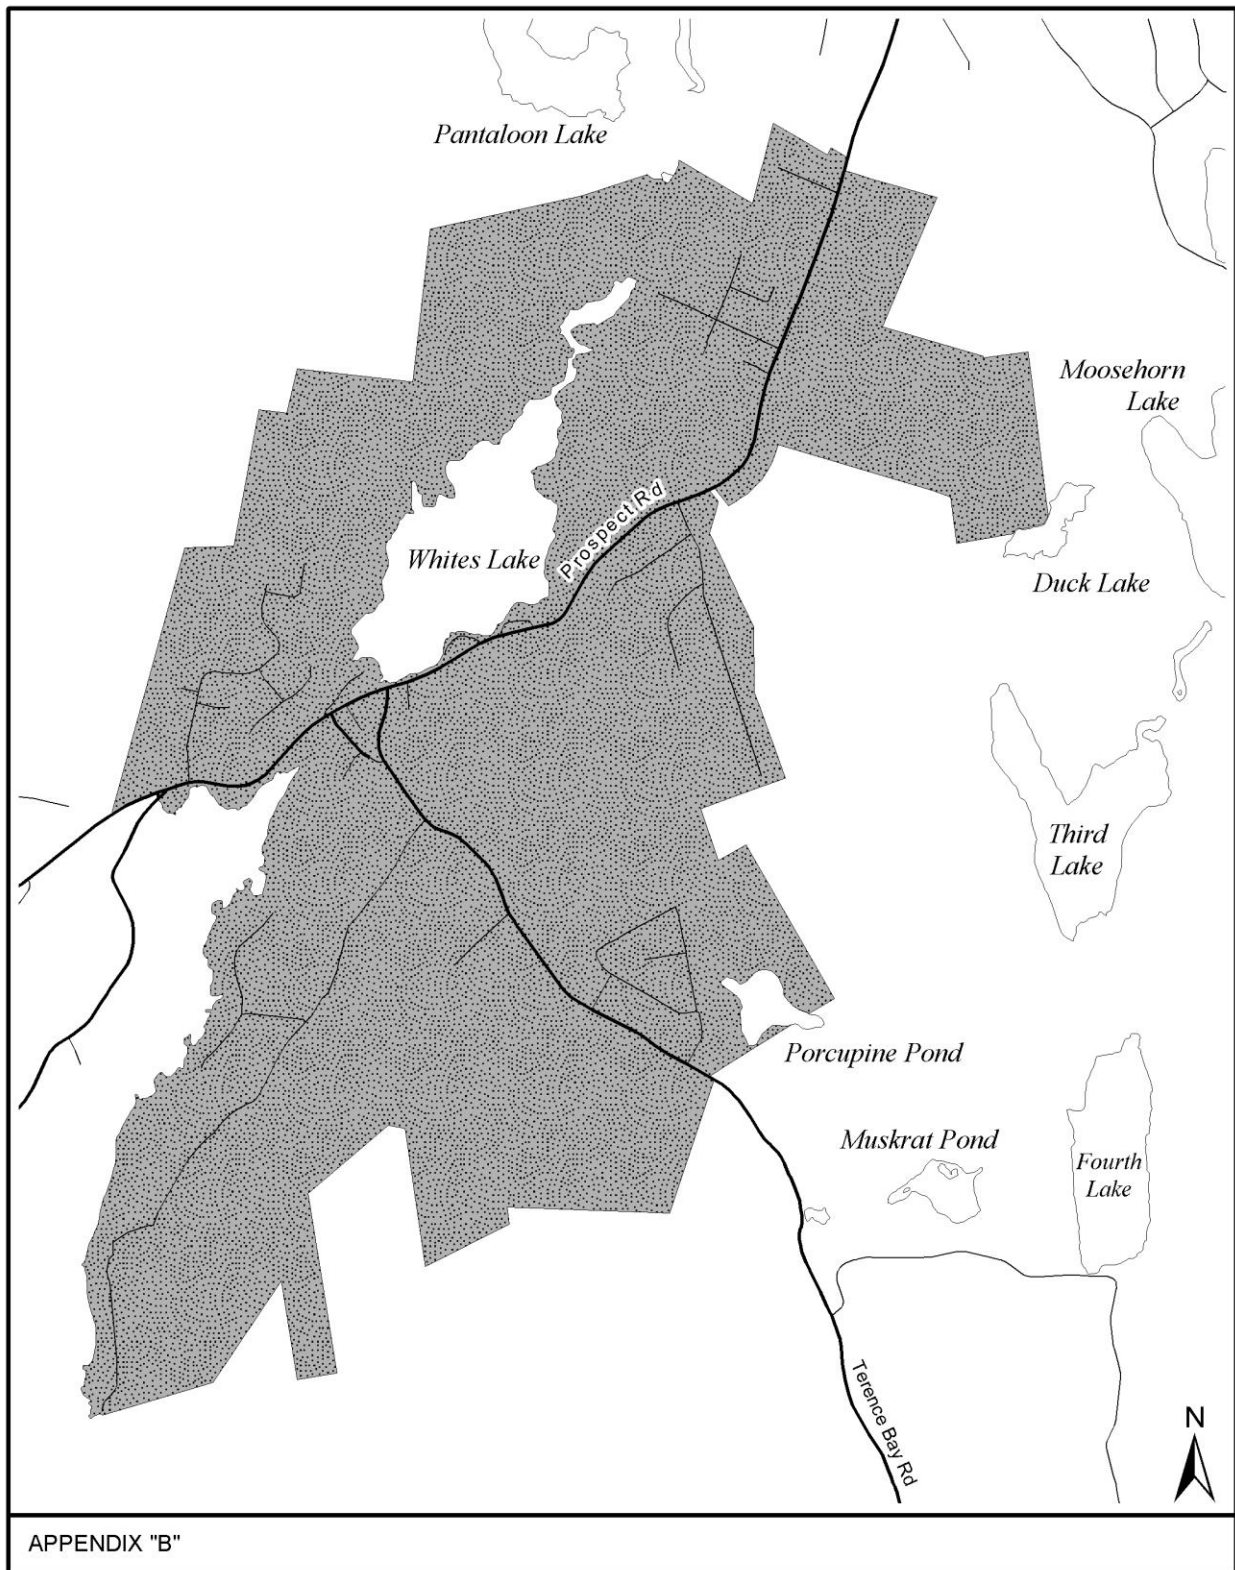 Pantaloon Lake
Moosehorn
Lake
Prospect Rd
Whites Lake
Duck Lake
Third
Lake
Porcupine Pond
Muskrat Pond
Fourth
Lake
Terence Bay Rd
N
APPENDIX "B"